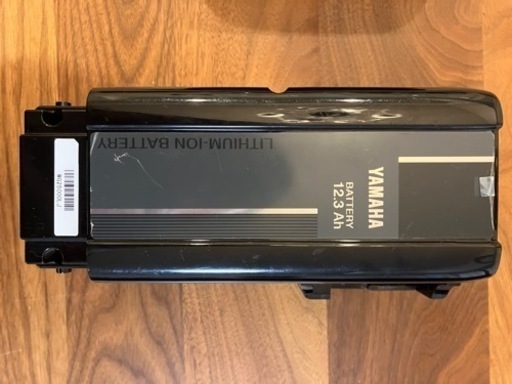 YAMAHA
BATTERY
12.3 Ah
LITHIUM-ION BATTERY